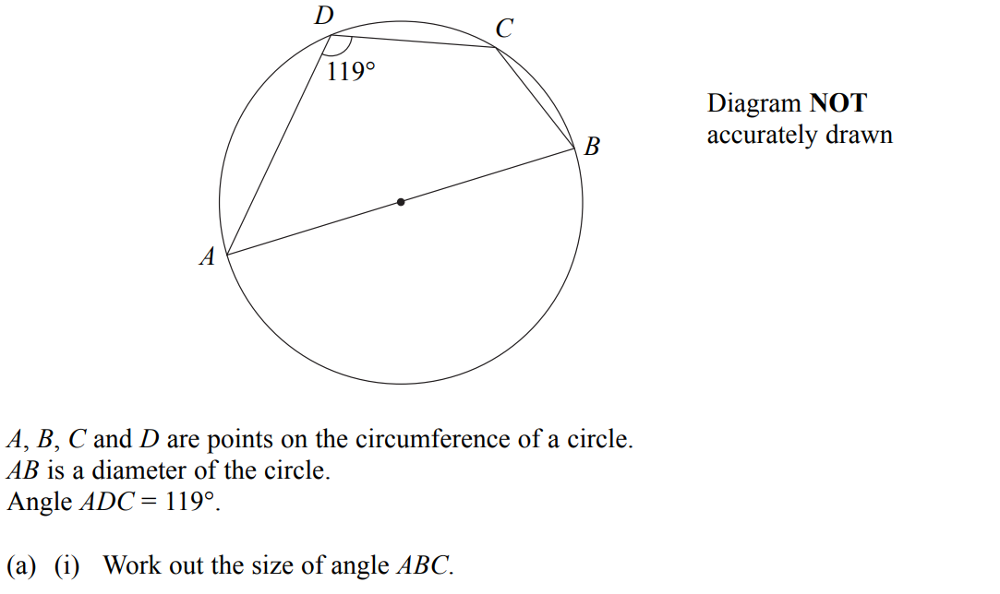 D
C
119°
Diagram NOT
accurately drawn
B
A
A, B, C and D are points on the circumference of a circle.
AB is a diameter of the circle.
Angle ADC = 119°.
(a) (i) Work out the size of angle ABC.